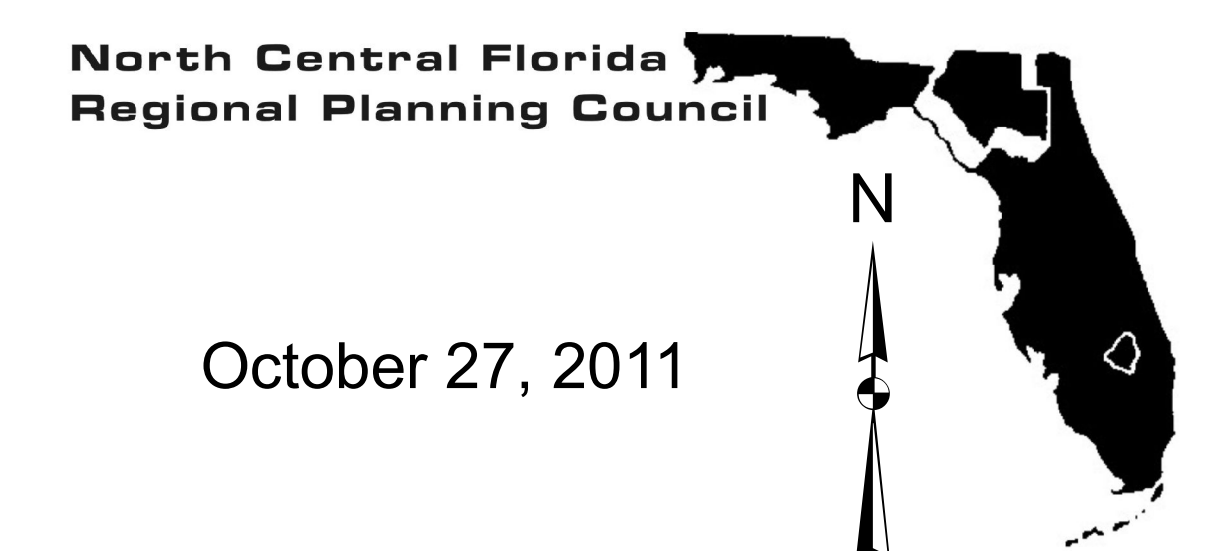 North Central Florida
Regional Planning Council
N
October 27, 2011